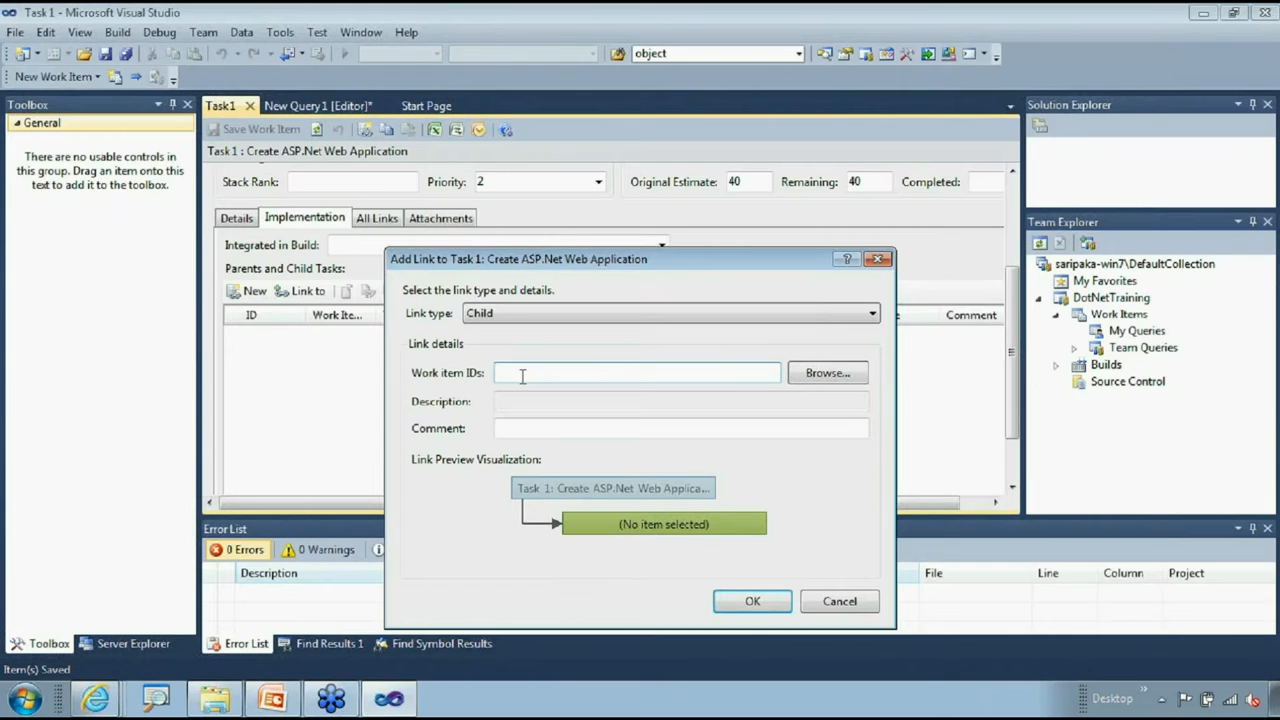 Task 1 - Microsoft Visual Studio
File Edit View Build Debug Team Data Tools Test Window Help
object
New Work Item
Toolbox
Task1 New Query 1 [Editor]* Start Page
Solution Explorer
General
Save Work Item
There are no usable controls in
this group. Drag an item onto this
text to add it to the toolbox.
Task 1 : Create ASP.Net Web Application
Stack Rank: Priority: 2 Original Estimate: 40 Remaining: 40 Completed:
Details Implementation All Links Attachments
Team Explorer
Integrated in Build:
Parents and Child Tasks:
New Link to
ID Work Ite... Comment
saripaka-win7\DefaultCollection
My Favorites
DotNetTraining
Work Items
My Queries
Team Queries
Builds
Source Control
Add Link to Task 1: Create ASP.Net Web Application
Select the link type and details.
Link type: Child
Link details
Work item IDs: Browse...
Description:
Comment:
Link Preview Visualization:
Task 1: Create ASP.Net Web Applica...
(No item selected)
OK Cancel
Error List
0 Errors 0 Warnings
Description File Line Column Project
Toolbox Server Explorer Error List Find Results 1 Find Symbol Results
Item(s) Saved
Desktop